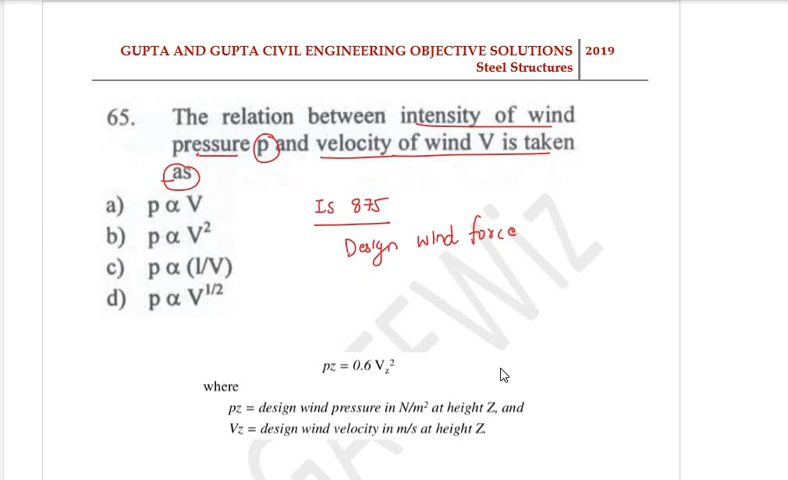 GUPTA AND GUPTA CIVIL ENGINEERING OBJECTIVE SOLUTIONS 2019
Steel Structures
65. The relation between intensity of wind
pressure p and velocity of wind V is taken
as
a) p α V
b) p α V²
c) p α (1/V)
d) p α V^1/2
IS 875
Design wind force
pz = 0.6 Vz²
where
pz = design wind pressure in N/m² at height Z, and
Vz = design wind velocity in m/s at height Z.